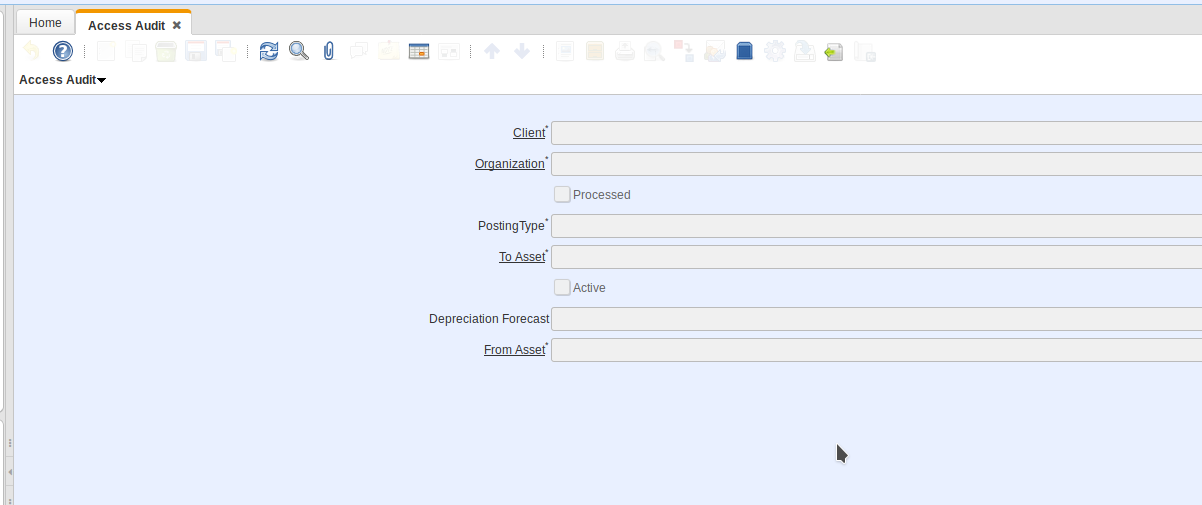 Home
Access Audit
Access Audit
Client*
Organization*
Processed
PostingType*
To Asset*
Active
Depreciation Forecast
From Asset*